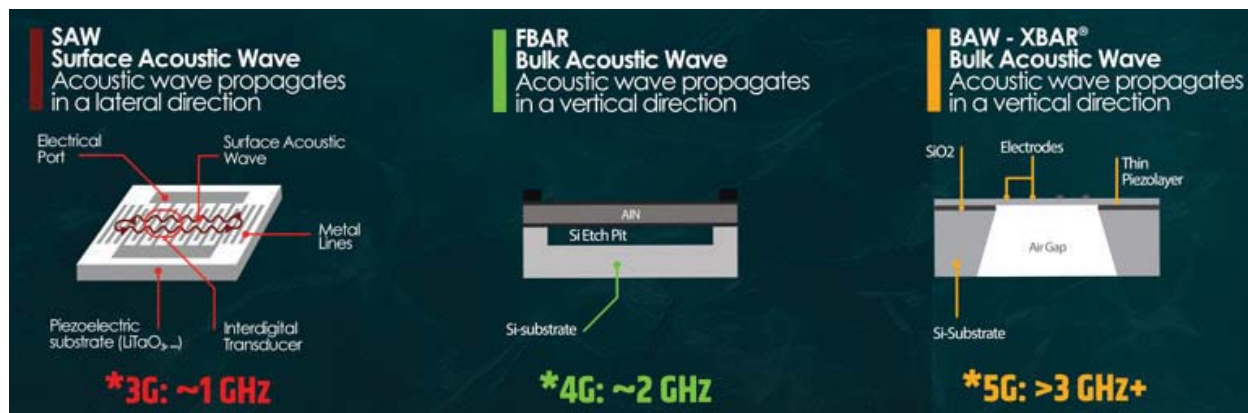 SAW
Surface Acoustic Wave
Acoustic wave propagates
in a lateral direction
Electrical
Port
Surface Acoustic
Wave
Metal
Lines
Piezoelectric
substrate (LiTaO₃, ...)
Interdigital
Transducer
*3G: ~1 GHz
FBAR
Bulk Acoustic Wave
Acoustic wave propagates
in a vertical direction
AlN
Si Etch Pit
Si-substrate
*4G: ~2 GHz
BAW - XBAR®
Bulk Acoustic Wave
Acoustic wave propagates
in a vertical direction
SiO2
Electrodes
Thin
Piezolayer
Air Gap
Si-Substrate
*5G: >3 GHz+